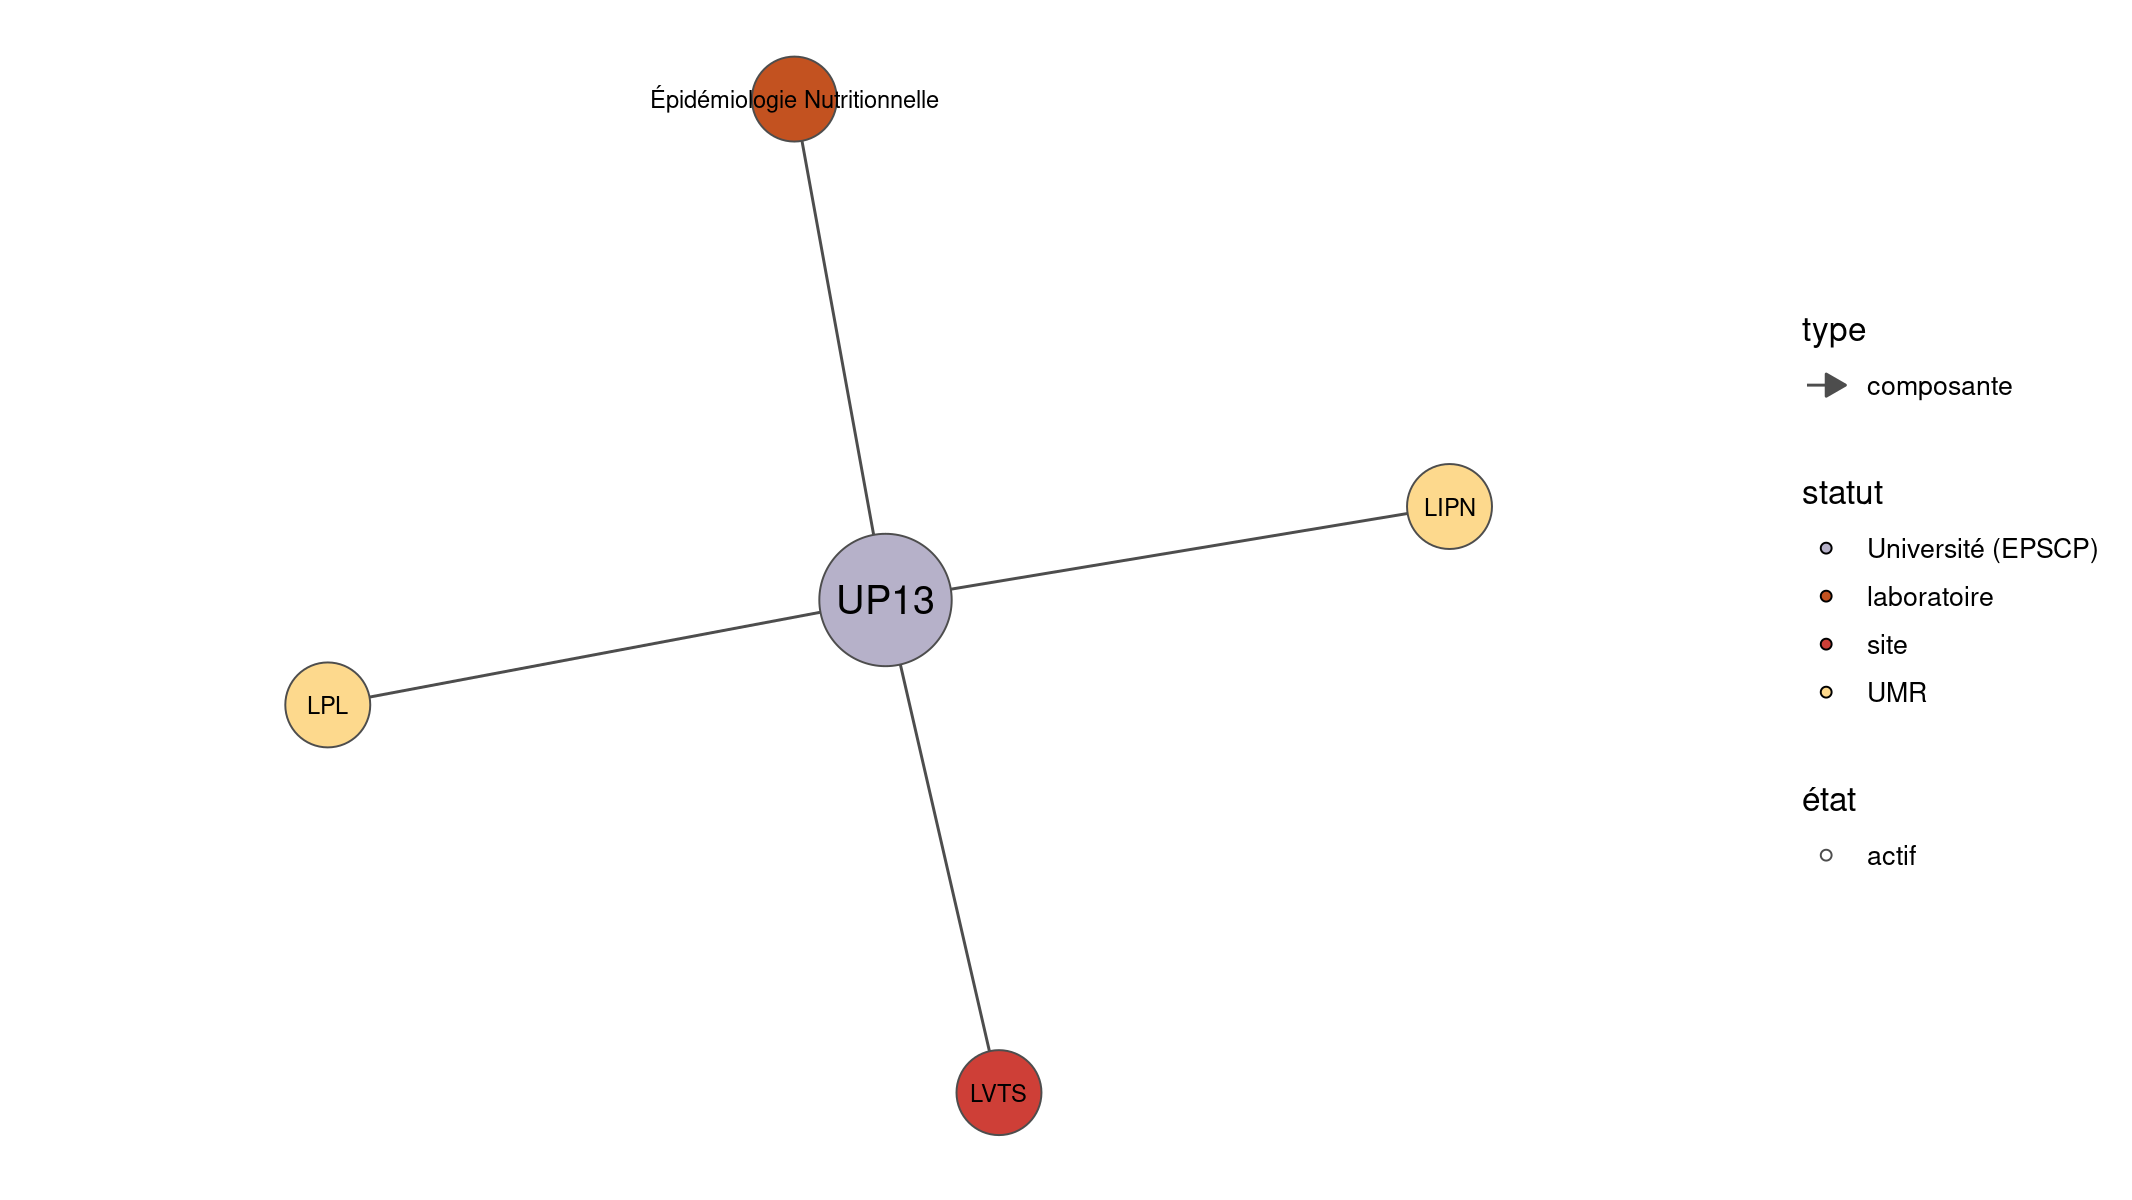 Épidémiologie Nutritionnelle
LIPN
UP13
LPL
LVTS
type
composante
statut
Université (EPSCP)
laboratoire
site
UMR
état
actif